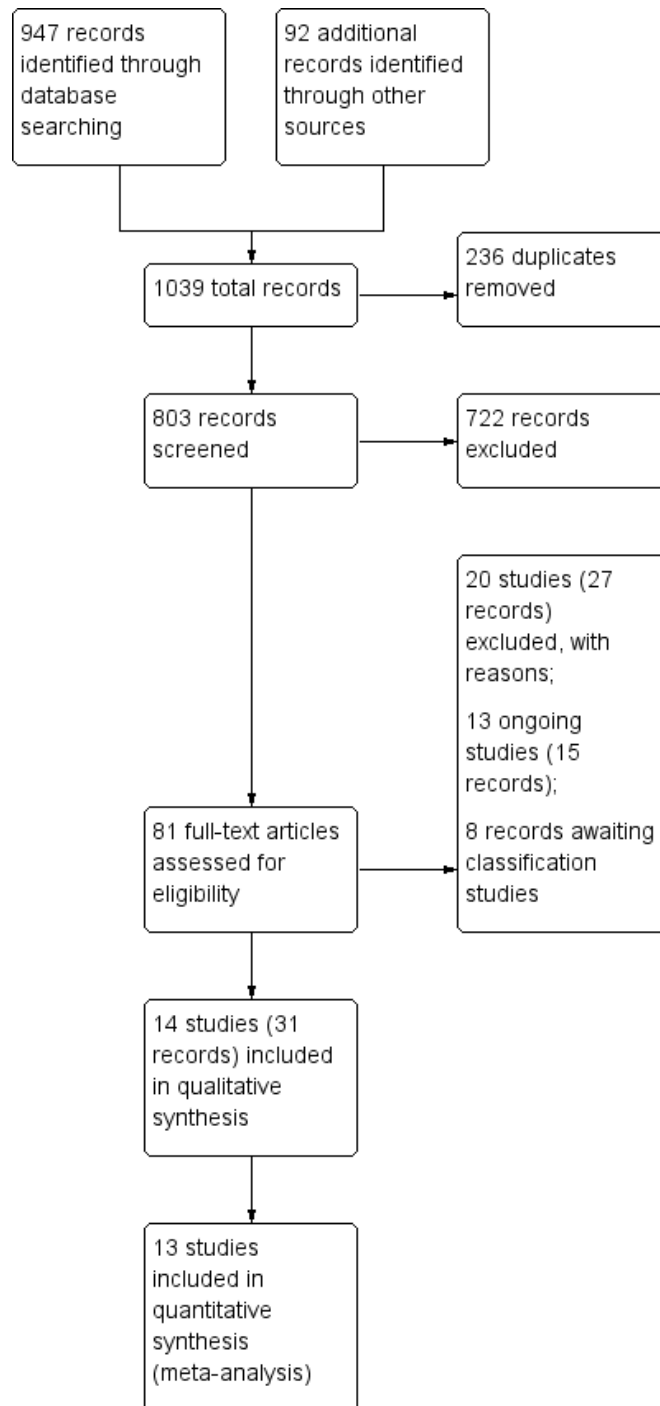 947 records
identified through
database
searching
92 additional
records identified
through other
sources
1039 total records
236 duplicates
removed
803 records
screened
722 records
excluded
20 studies (27
records)
excluded, with
reasons;
13 ongoing
studies (15
records);
8 records awaiting
classification
studies
81 full-text articles
assessed for
eligibility
14 studies (31
records) included
in qualitative
synthesis
13 studies
included in
quantitative
synthesis
(meta-analysis)